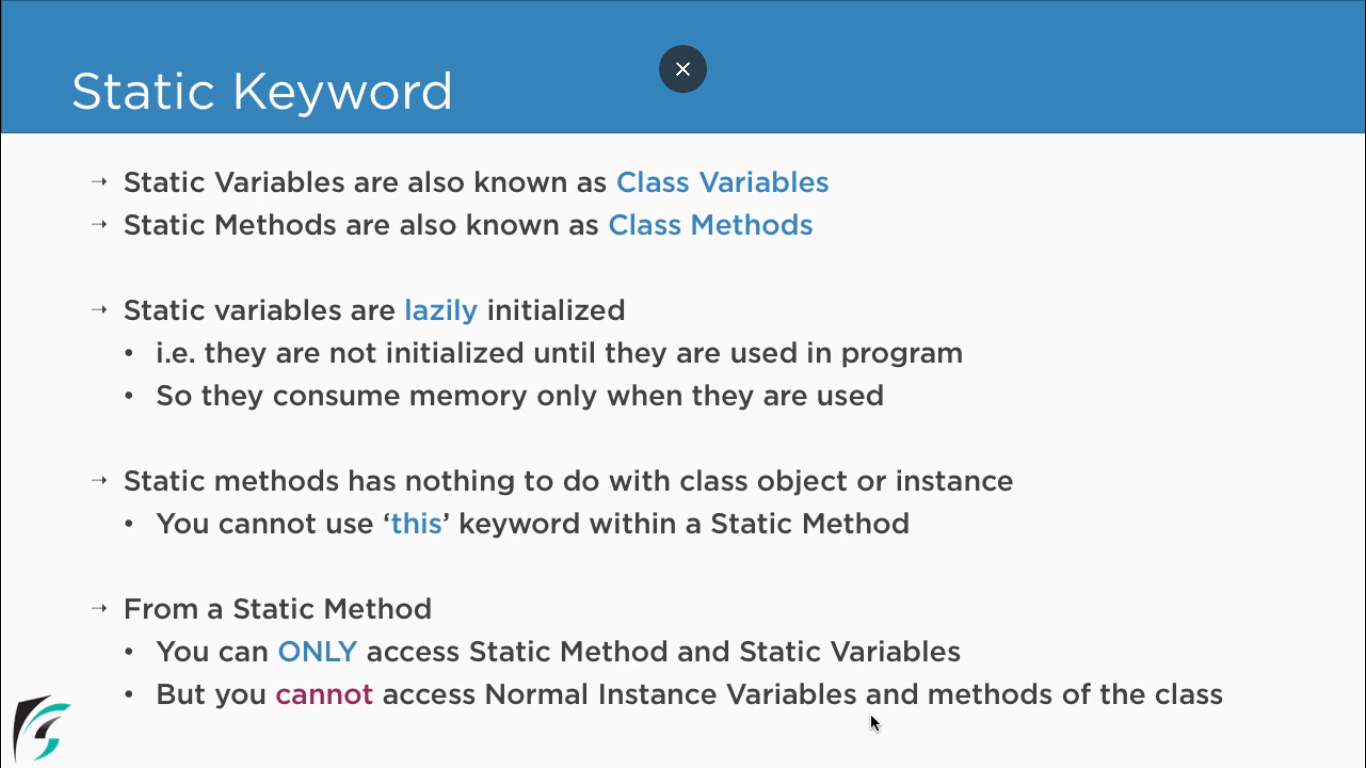 Static Keyword
→ Static Variables are also known as Class Variables
→ Static Methods are also known as Class Methods
→ Static variables are lazily initialized
• i.e. they are not initialized until they are used in program
• So they consume memory only when they are used
→ Static methods has nothing to do with class object or instance
• You cannot use ‘this’ keyword within a Static Method
→ From a Static Method
• You can ONLY access Static Method and Static Variables
• But you cannot access Normal Instance Variables and methods of the class